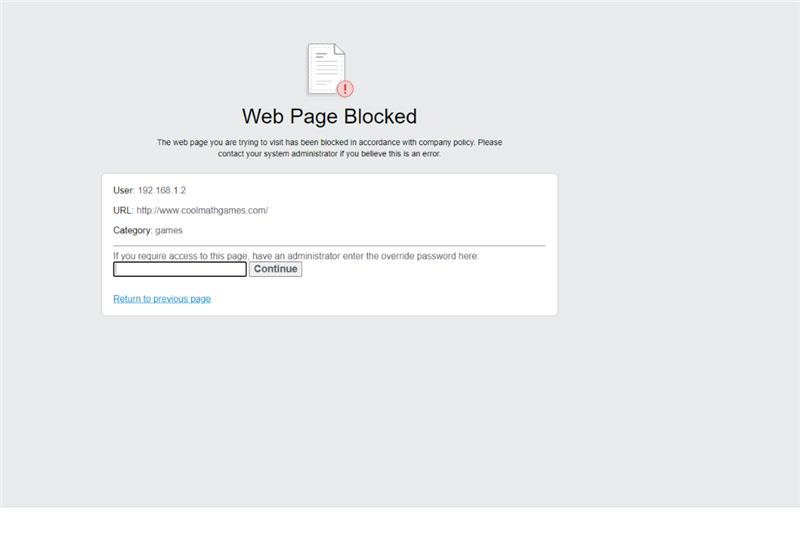 Web Page Blocked
The web page you are trying to visit has been blocked in accordance with company policy. Please
contact your system administrator if you believe this is an error.
User: 192.168.1.2
URL: http://www.coolmathgames.com/
Category: games
If you require access to this page, have an administrator enter the override password here:
Continue
Return to previous page